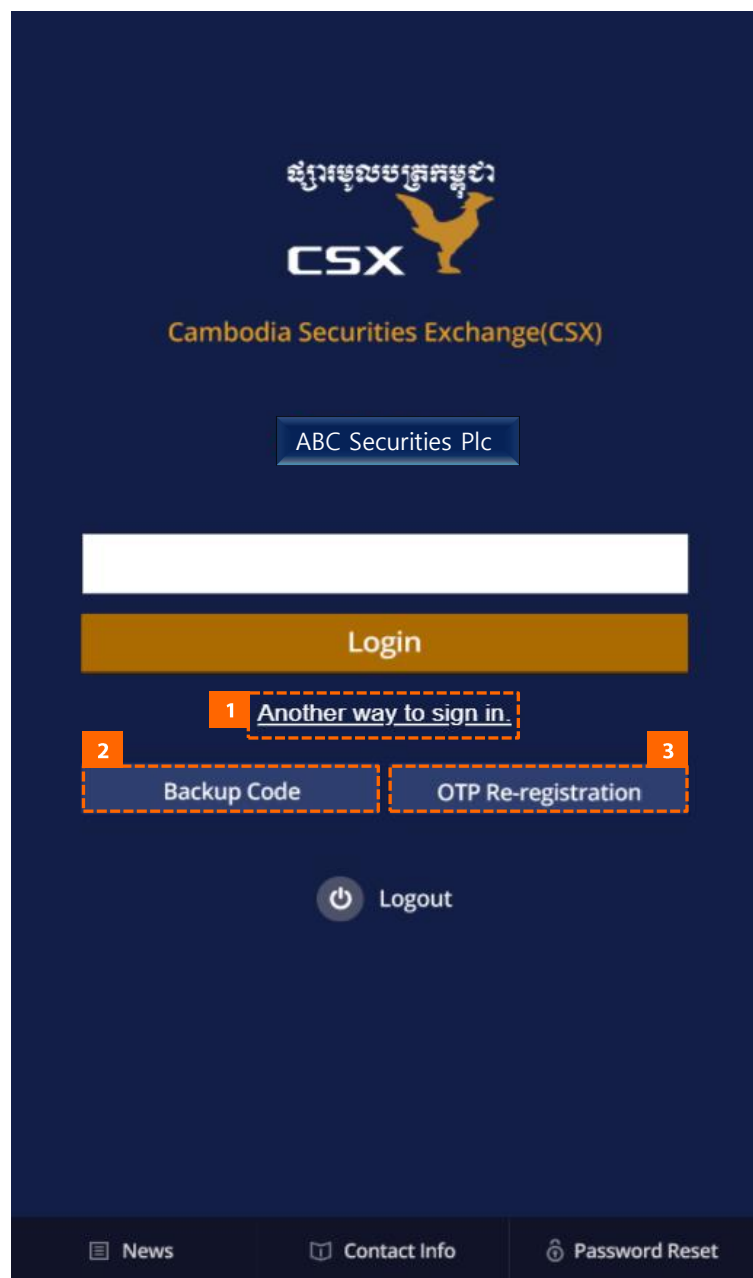 ផ្សារមូលបត្រកម្ពុជា
CSX
Cambodia Securities Exchange(CSX)
ABC Securities Plc
Login
1 Another way to sign in.
2 3
Backup Code OTP Re-registration
Logout
News Contact Info Password Reset